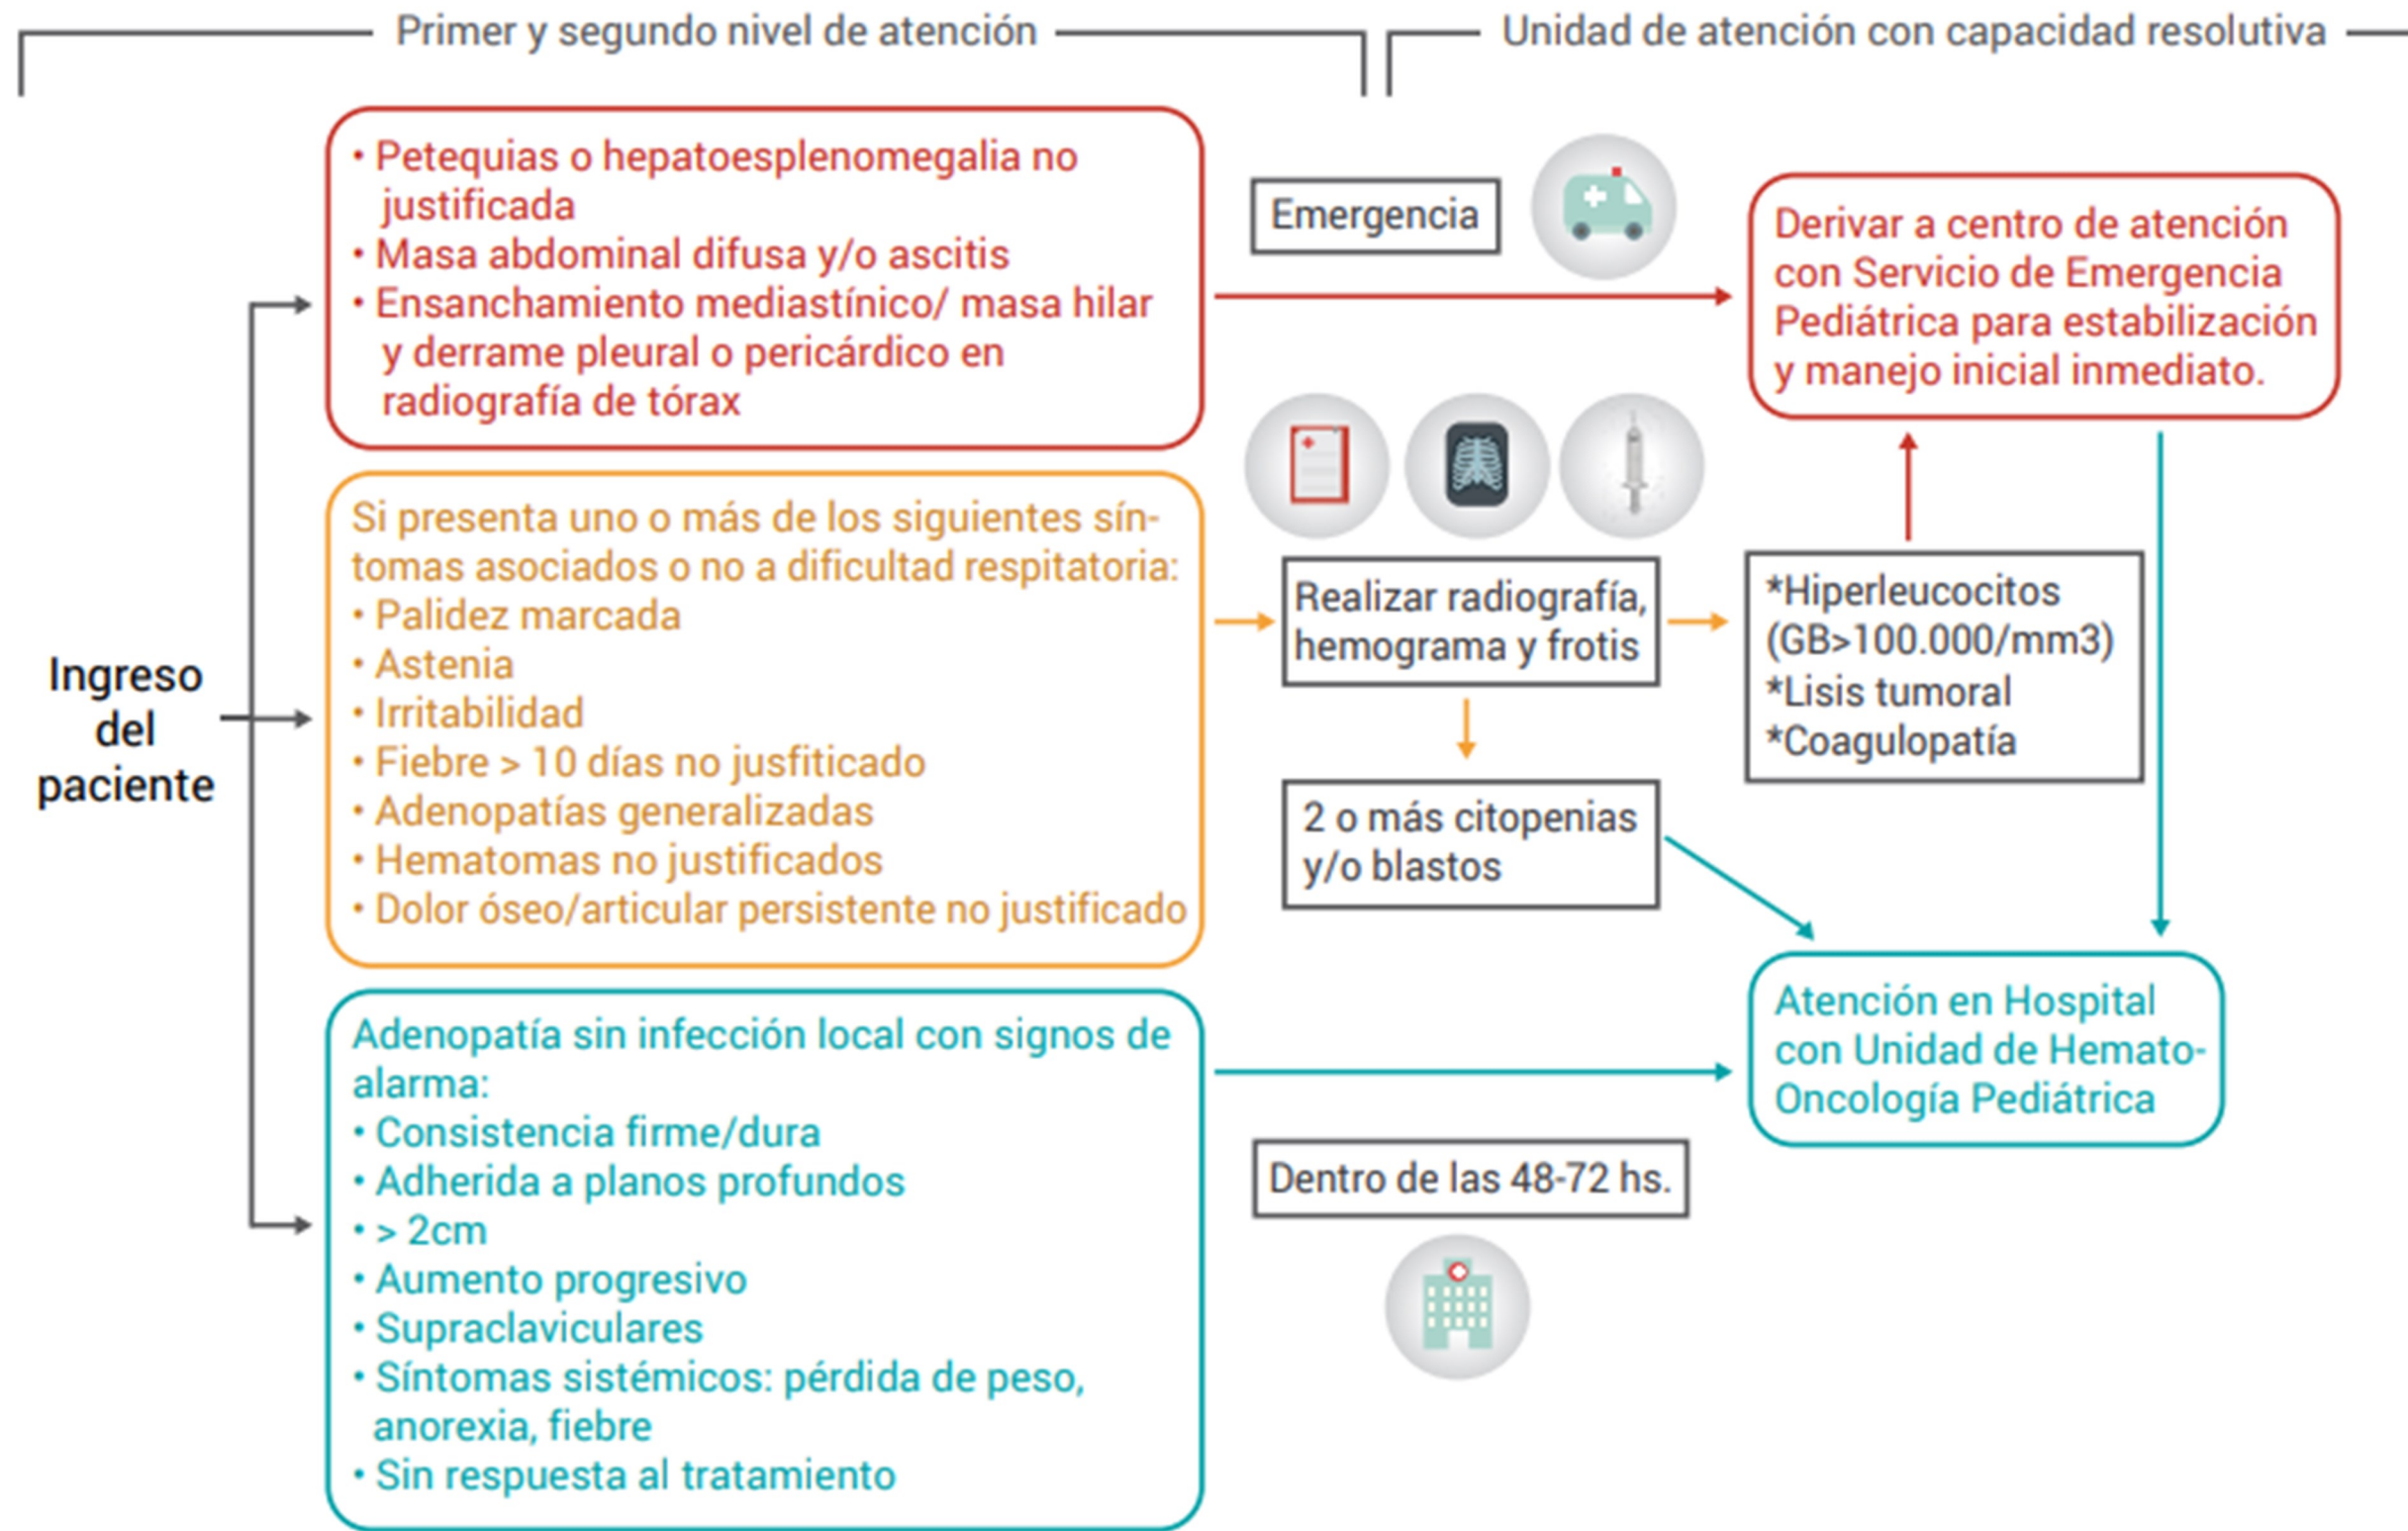 Primer y segundo nivel de atención
Unidad de atención con capacidad resolutiva
Ingreso
del
paciente
• Petequias o hepatoesplenomegalia no
justificada
• Masa abdominal difusa y/o ascitis
• Ensanchamiento mediastínico/ masa hilar
y derrame pleural o pericárdico en
radiografía de tórax
Emergencia
Derivar a centro de atención
con Servicio de Emergencia
Pediátrica para estabilización
y manejo inicial inmediato.
Si presenta uno o más de los siguientes sín-
tomas asociados o no a dificultad respitatoria:
• Palidez marcada
• Astenia
• Irritabilidad
• Fiebre > 10 días no jusfiticado
• Adenopatías generalizadas
• Hematomas no justificados
• Dolor óseo/articular persistente no justificado
Realizar radiografía,
hemograma y frotis
*Hiperleucocitos
(GB>100.000/mm3)
*Lisis tumoral
*Coagulopatía
2 o más citopenias
y/o blastos
Adenopatía sin infección local con signos de
alarma:
• Consistencia firme/dura
• Adherida a planos profundos
• > 2cm
• Aumento progresivo
• Supraclaviculares
• Síntomas sistémicos: pérdida de peso,
anorexia, fiebre
• Sin respuesta al tratamiento
Dentro de las 48-72 hs.
Atención en Hospital
con Unidad de Hemato-
Oncología Pediátrica